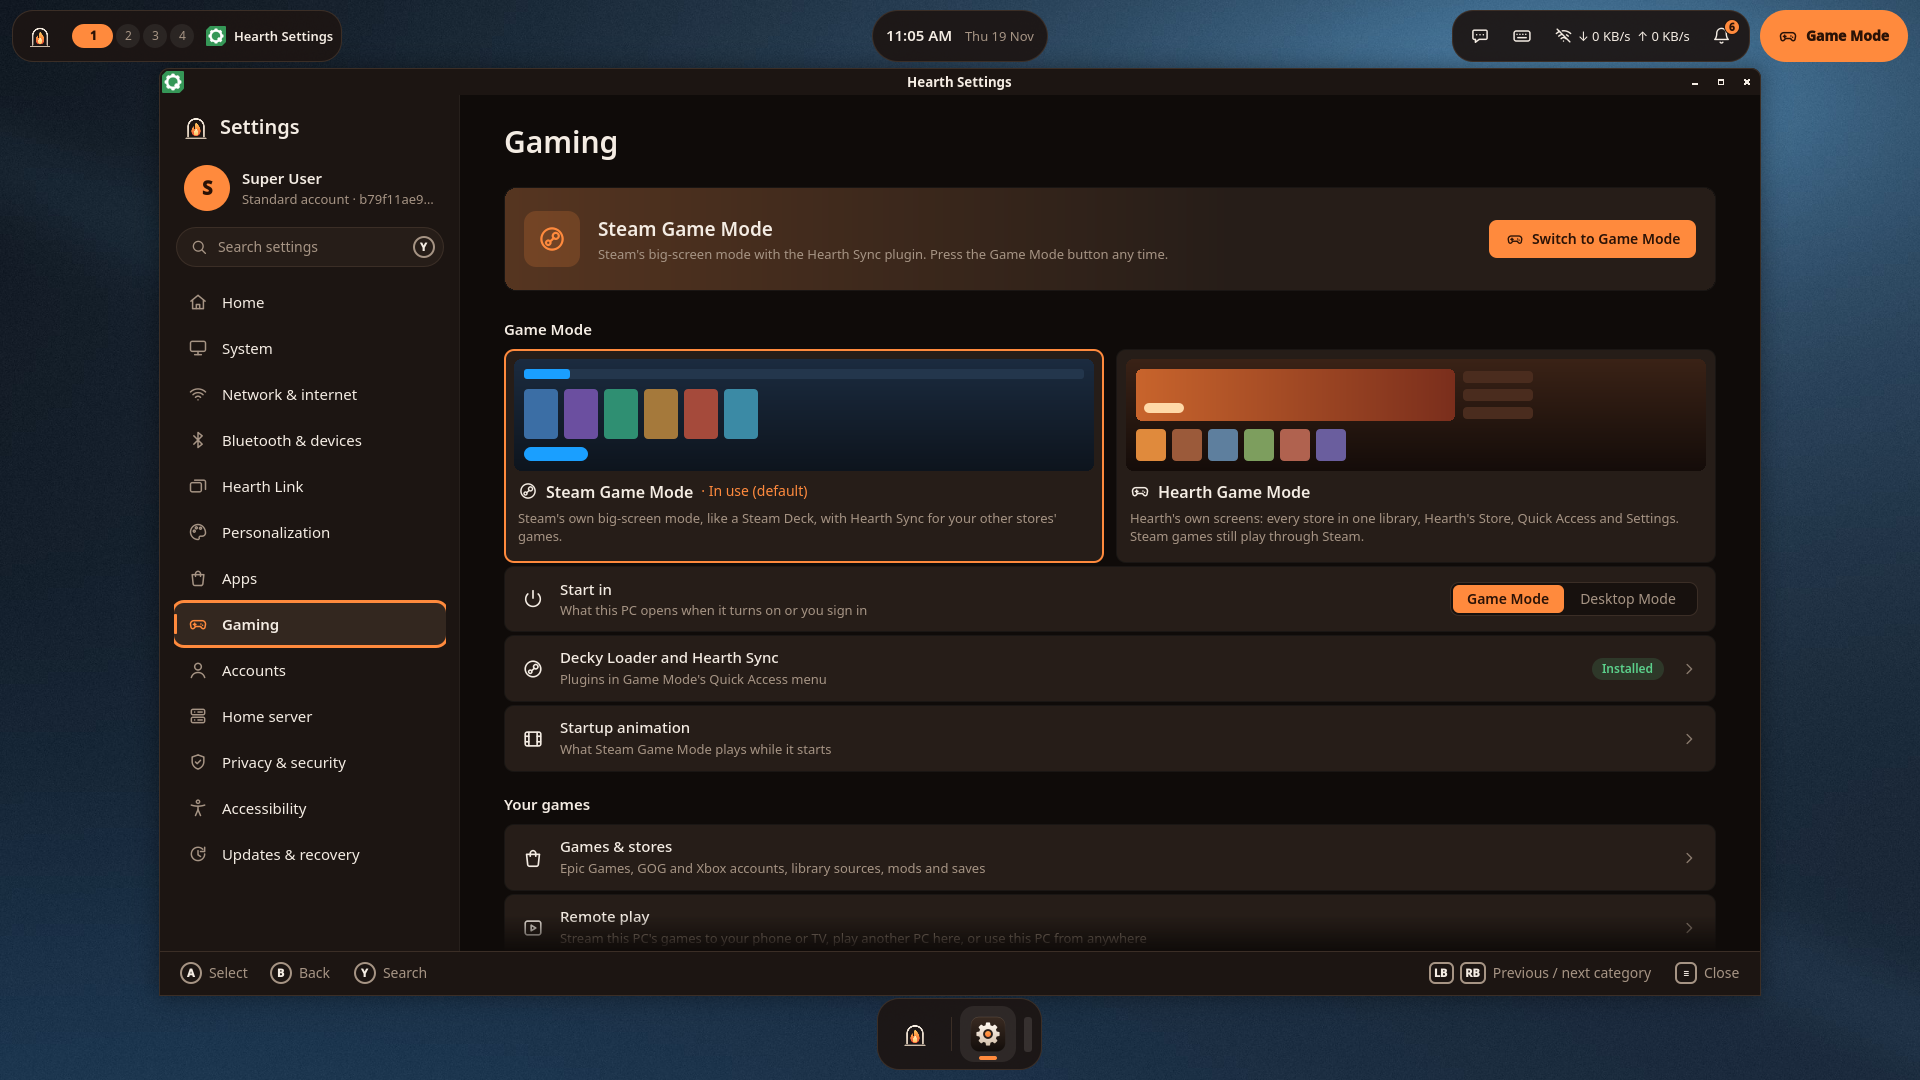 1 2 3 4 Hearth Settings
11:05 AM Thu 19 Nov
↓ 0 KB/s ↑ 0 KB/s 6
Game Mode
Hearth Settings
Settings
S
Super User
Standard account · b79f11ae9...
Search settings Y
Home
System
Network & internet
Bluetooth & devices
Hearth Link
Personalization
Apps
Gaming
Accounts
Home server
Privacy & security
Accessibility
Updates & recovery
Gaming
Steam Game Mode
Steam's big-screen mode with the Hearth Sync plugin. Press the Game Mode button any time.
Switch to Game Mode
Game Mode
Steam Game Mode · In use (default)
Steam's own big-screen mode, like a Steam Deck, with Hearth Sync for your other stores'
games.
Hearth Game Mode
Hearth's own screens: every store in one library, Hearth's Store, Quick Access and Settings.
Steam games still play through Steam.
Start in
What this PC opens when it turns on or you sign in
Game Mode Desktop Mode
Decky Loader and Hearth Sync
Plugins in Game Mode's Quick Access menu
Installed
Startup animation
What Steam Game Mode plays while it starts
Your games
Games & stores
Epic Games, GOG and Xbox accounts, library sources, mods and saves
Remote play
Stream this PC's games to your phone or TV, play another PC here, or use this PC from anywhere
A Select B Back Y Search
LB RB Previous / next category ≡ Close